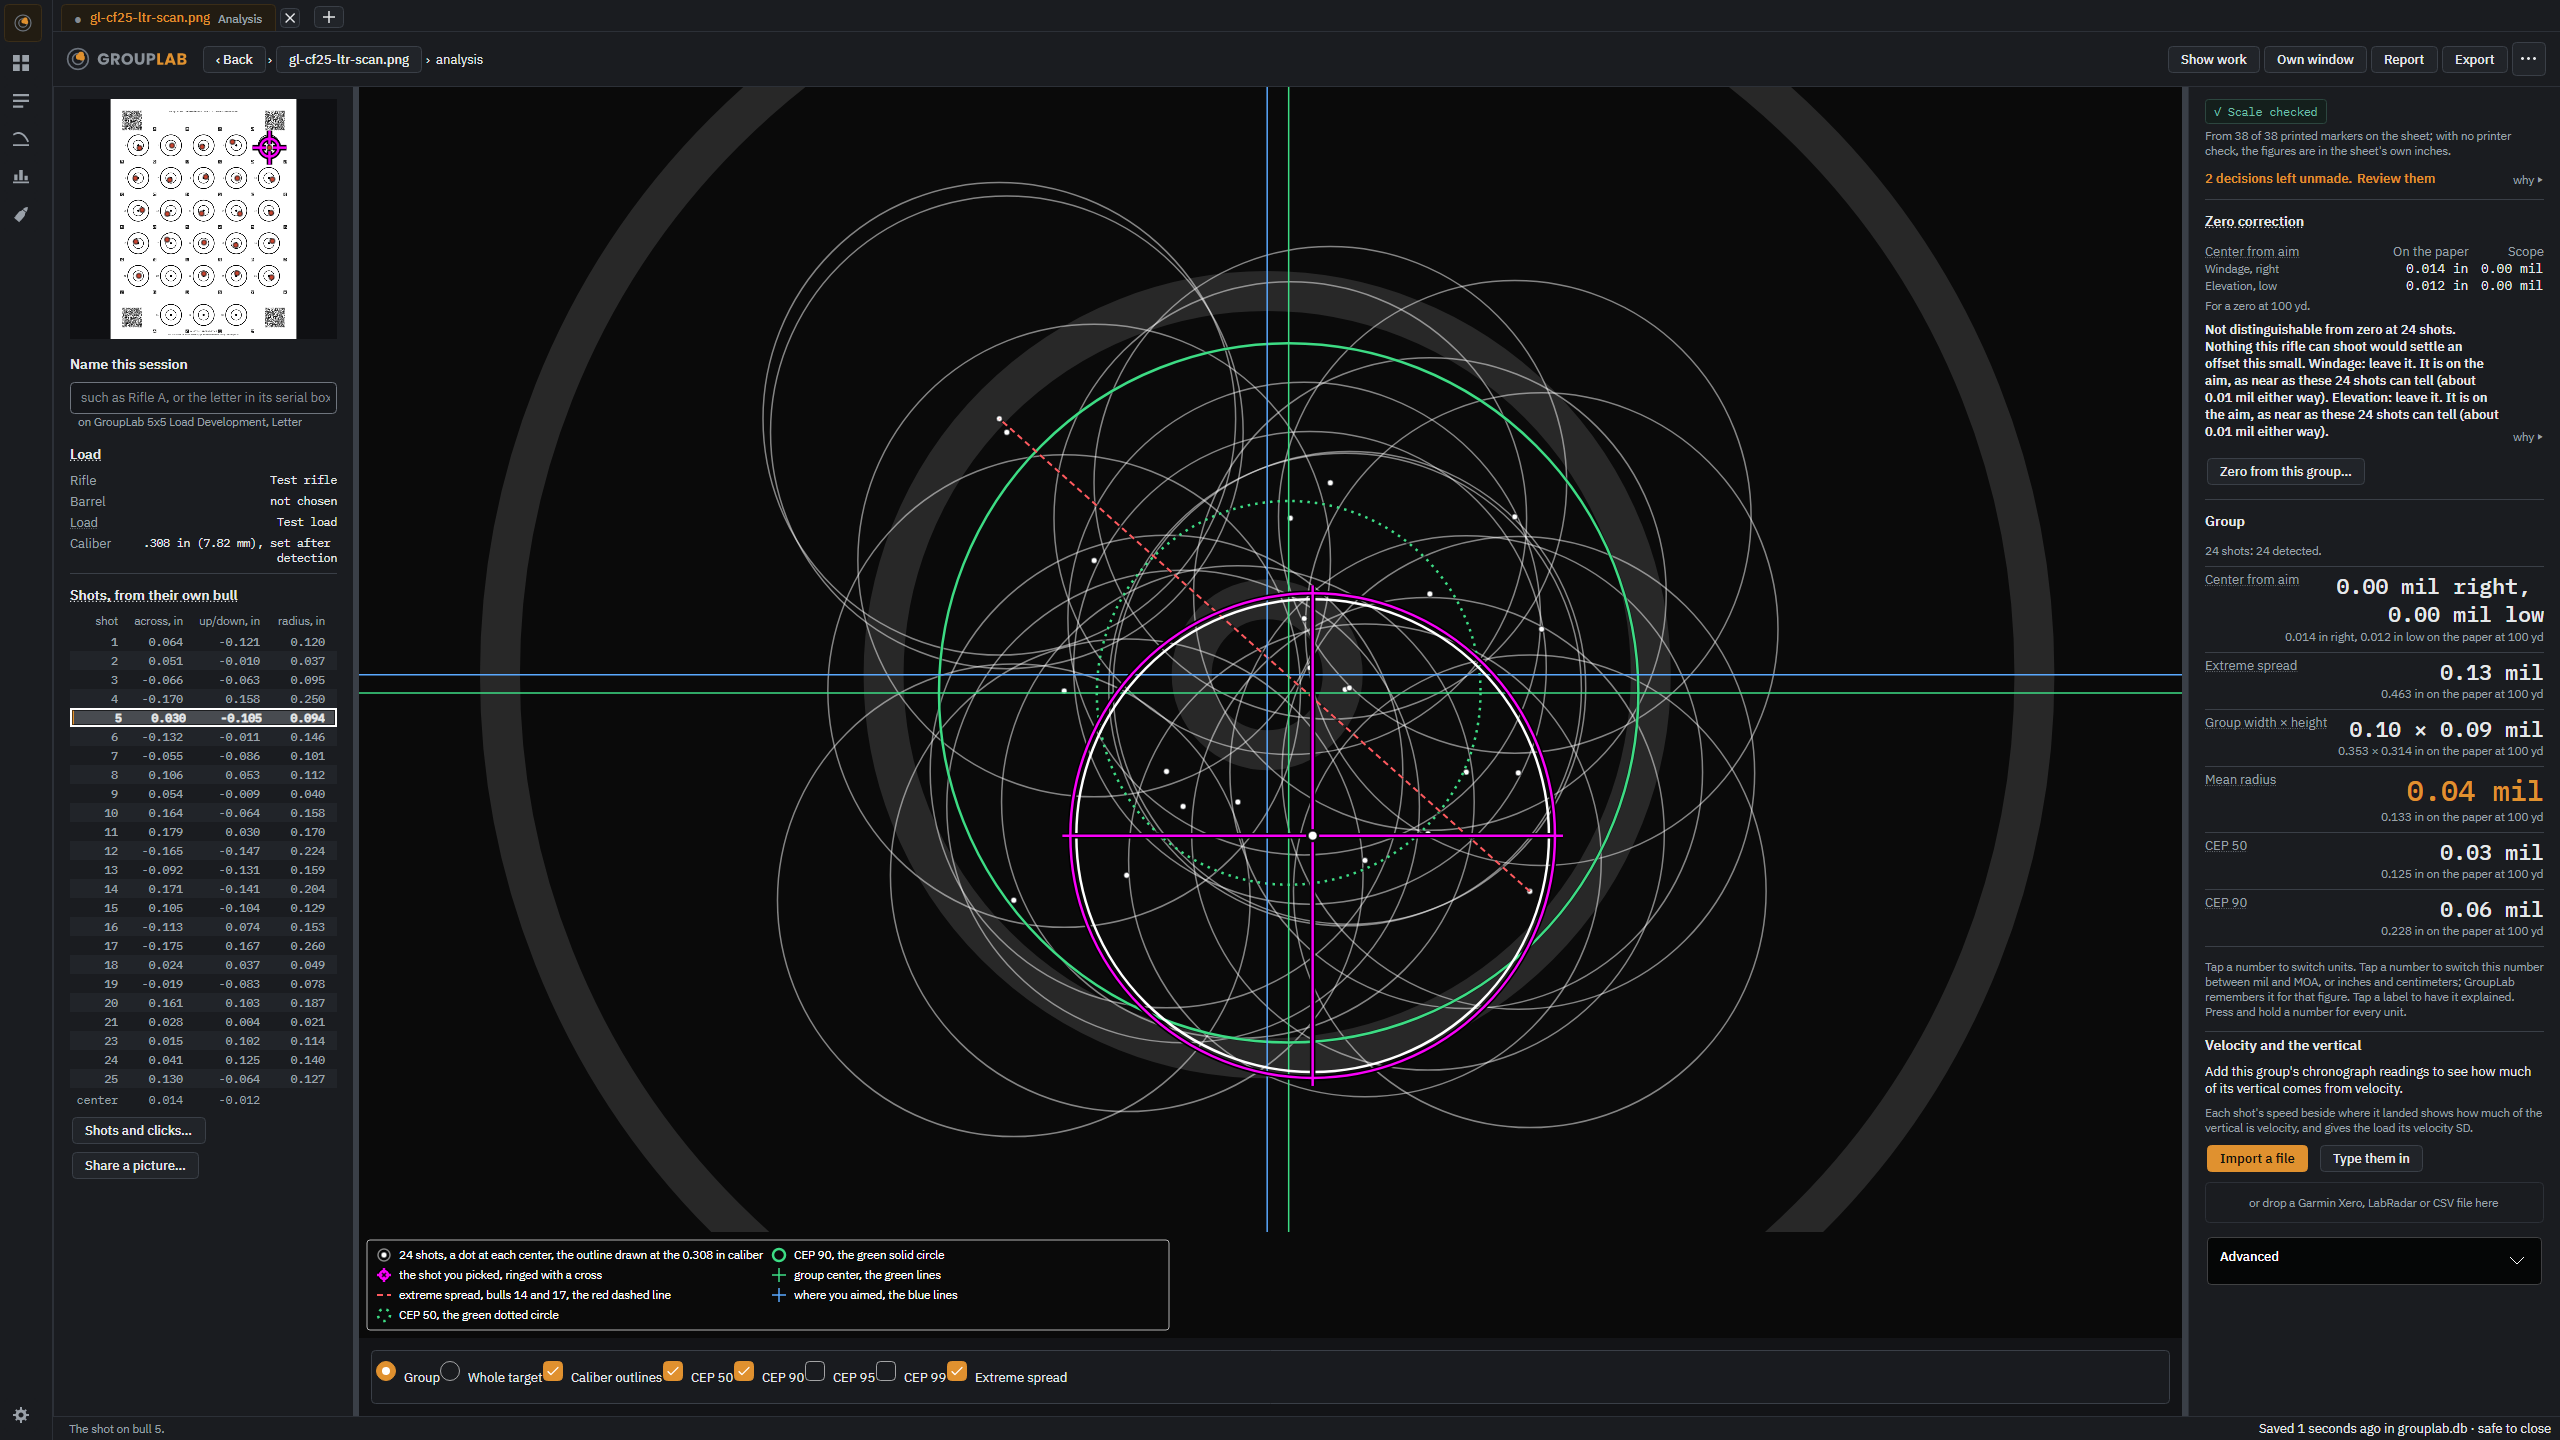 gl-cf25-ltr-scan.png Analysis
GROUPLAB
‹ Back › gl-cf25-ltr-scan.png › analysis
Show work
Own window
Report
Export
Name this session
such as Rifle A, or the letter in its serial box
on GroupLab 5x5 Load Development, Letter
Load
Rifle Test rifle
Barrel not chosen
Load Test load
Caliber .308 in (7.82 mm), set after
detection
Shots, from their own bull
shot across, in up/down, in radius, in
1 0.064 -0.121 0.120
2 0.051 -0.010 0.037
3 -0.066 -0.063 0.095
4 -0.170 0.158 0.250
5 0.030 -0.105 0.094
6 -0.132 -0.011 0.146
7 -0.055 -0.086 0.101
8 0.106 0.053 0.112
9 0.054 -0.009 0.040
10 0.164 -0.064 0.158
11 0.179 0.030 0.170
12 -0.165 -0.147 0.224
13 -0.092 -0.131 0.159
14 0.171 -0.141 0.204
15 0.105 -0.104 0.129
16 -0.113 0.074 0.153
17 -0.175 0.167 0.260
18 0.024 0.037 0.049
19 -0.019 -0.083 0.078
20 0.161 0.103 0.187
21 0.028 0.004 0.021
23 0.015 0.102 0.114
24 0.041 0.125 0.140
25 0.130 -0.064 0.127
center 0.014 -0.012
Shots and clicks...
Share a picture...
24 shots, a dot at each center, the outline drawn at the 0.308 in caliber
the shot you picked, ringed with a cross
extreme spread, bulls 14 and 17, the red dashed line
CEP 50, the green dotted circle
CEP 90, the green solid circle
group center, the green lines
where you aimed, the blue lines
Group Whole target Caliber outlines CEP 50 CEP 90 CEP 95 CEP 99 Extreme spread
√ Scale checked
From 38 of 38 printed markers on the sheet; with no printer
check, the figures are in the sheet's own inches.
2 decisions left unmade. Review them why ▸
Zero correction
Center from aim On the paper Scope
Windage, right 0.014 in 0.00 mil
Elevation, low 0.012 in 0.00 mil
For a zero at 100 yd.
Not distinguishable from zero at 24 shots.
Nothing this rifle can shoot would settle an
offset this small. Windage: leave it. It is on the
aim, as near as these 24 shots can tell (about
0.01 mil either way). Elevation: leave it. It is on
the aim, as near as these 24 shots can tell (about
0.01 mil either way). why ▸
Zero from this group...
Group
24 shots: 24 detected.
Center from aim 0.00 mil right,
0.00 mil low
0.014 in right, 0.012 in low on the paper at 100 yd
Extreme spread 0.13 mil
0.463 in on the paper at 100 yd
Group width × height 0.10 × 0.09 mil
0.353 × 0.314 in on the paper at 100 yd
Mean radius 0.04 mil
0.133 in on the paper at 100 yd
CEP 50 0.03 mil
0.125 in on the paper at 100 yd
CEP 90 0.06 mil
0.228 in on the paper at 100 yd
Tap a number to switch units. Tap a number to switch this number
between mil and MOA, or inches and centimeters; GroupLab
remembers it for that figure. Tap a label to have it explained.
Press and hold a number for every unit.
Velocity and the vertical
Add this group's chronograph readings to see how much
of its vertical comes from velocity.
Each shot's speed beside where it landed shows how much of the
vertical is velocity, and gives the load its velocity SD.
Import a file
Type them in
or drop a Garmin Xero, LabRadar or CSV file here
Advanced
The shot on bull 5.
Saved 1 seconds ago in grouplab.db · safe to close